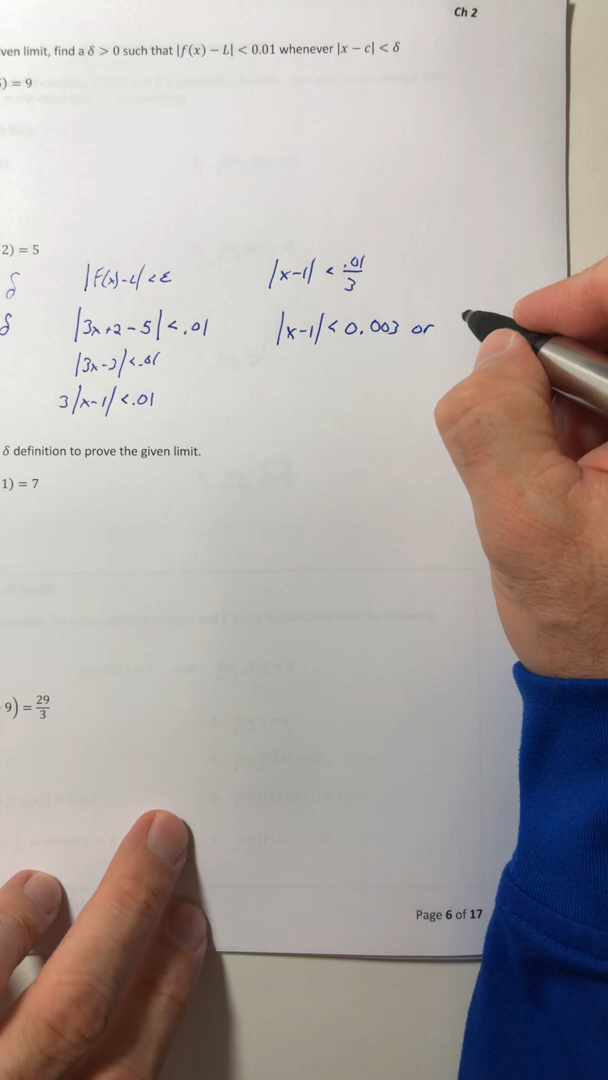 Ch 2
ven limit, find a δ > 0 such that |f(x) − L| < 0.01 whenever |x − c| < δ
) = 9
2) = 5
δ |F(x)-L| < ε |x-1| < .01/3
δ |3x+2-5| < .01 |x-1| < 0.003 or
|3x-3| < .01
3|x-1| < .01
δ definition to prove the given limit.
1) = 7
9) = 29/3
Page 6 of 17